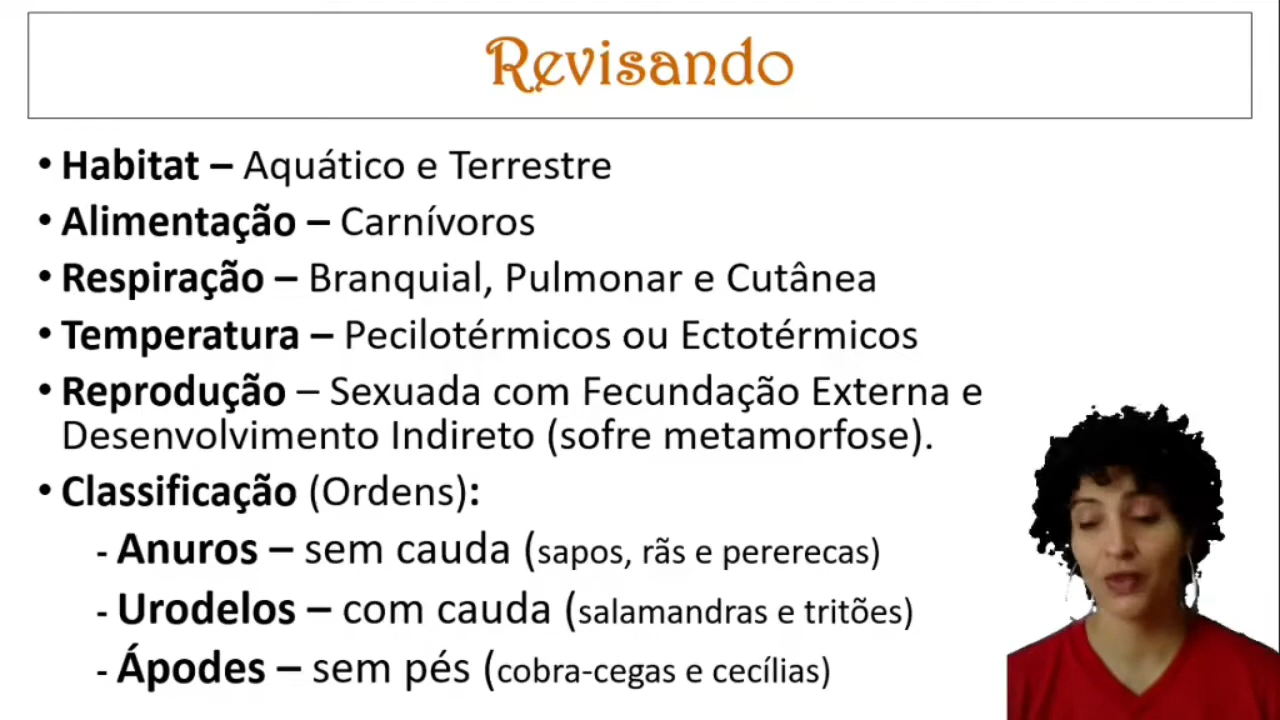 Revisando
• Habitat – Aquático e Terrestre
• Alimentação – Carnívoros
• Respiração – Branquial, Pulmonar e Cutânea
• Temperatura – Pecilotérmicos ou Ectotérmicos
• Reprodução – Sexuada com Fecundação Externa e
Desenvolvimento Indireto (sofre metamorfose).
• Classificação (Ordens):
- Anuros – sem cauda (sapos, rãs e pererecas)
- Urodelos – com cauda (salamandras e tritões)
- Ápodes – sem pés (cobra-cegas e cecílias)